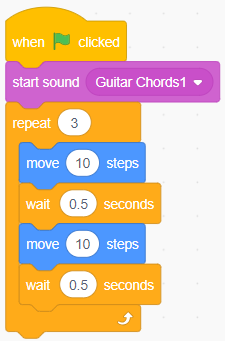 when clicked
start sound Guitar Chords1
repeat 3
move 10 steps
wait 0.5 seconds
move 10 steps
wait 0.5 seconds